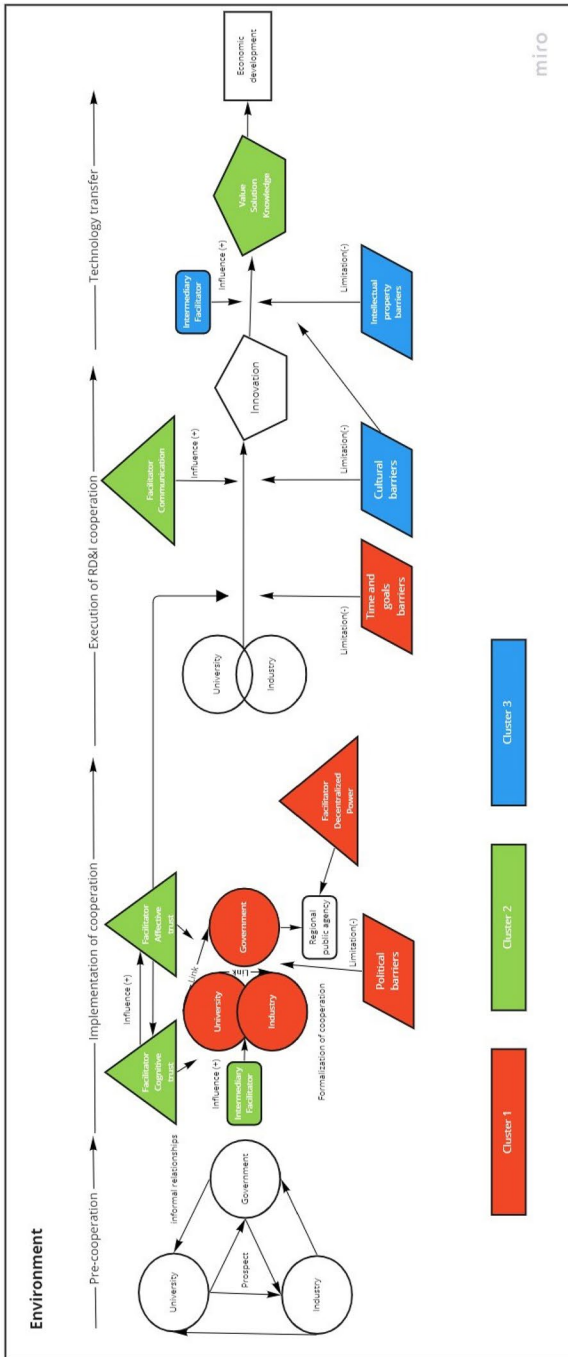 Environment
Pre-cooperation
Implementation of cooperation
Execution of RD&I cooperation
Technology transfer
University
Government
Industry
Prospect
Informal relationships
Facilitator
Cognitive
trust
Influence (+)
Facilitator
Affective
trust
Influence (+)
Intermediary
Facilitator
University
Industry
Government
Link
Link
Regional
public agency
Facilitator
Decentralized
Power
Formalization of cooperation
Limitation(-)
Political
barriers
University
Industry
Limitation(-)
Time and
goals
barriers
Facilitator
Communication
Influence (+)
Limitation(-)
Cultural
barriers
Innovation
Intermediary
Facilitator
Influence (+)
Limitation(-)
Intellectual
property
barriers
Value
Solution
Knowledge
Economic
development
Cluster 1
Cluster 2
Cluster 3
miro